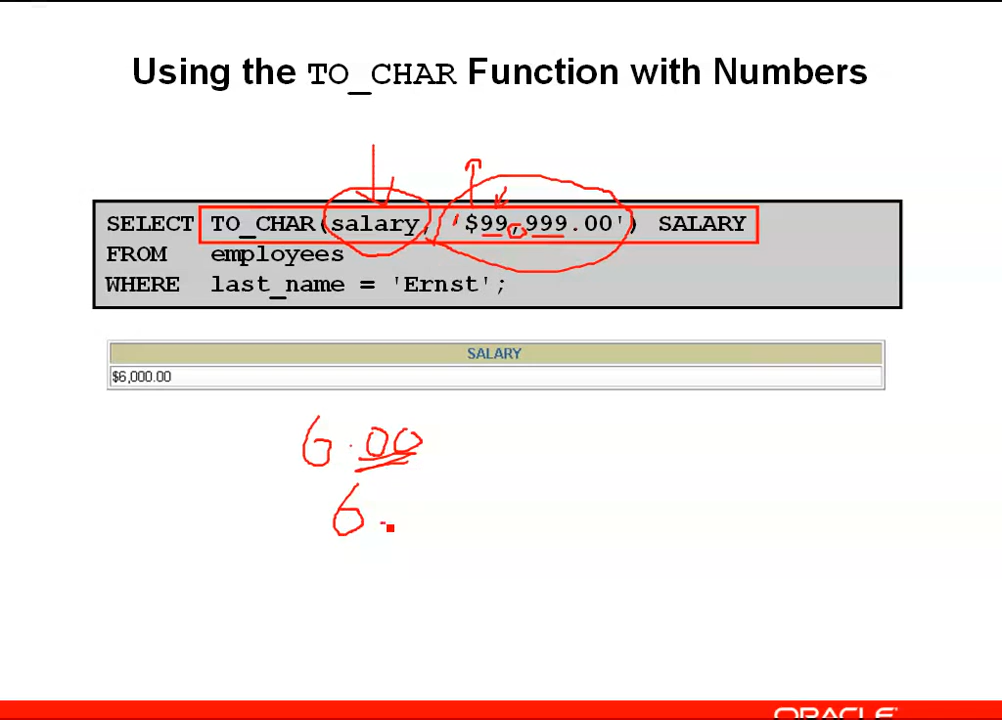 Using the TO_CHAR Function with Numbers
SELECT TO_CHAR(salary, '$99,999.00') SALARY
FROM employees
WHERE last_name = 'Ernst';
SALARY
$6,000.00
6.00
6.
ORACLE